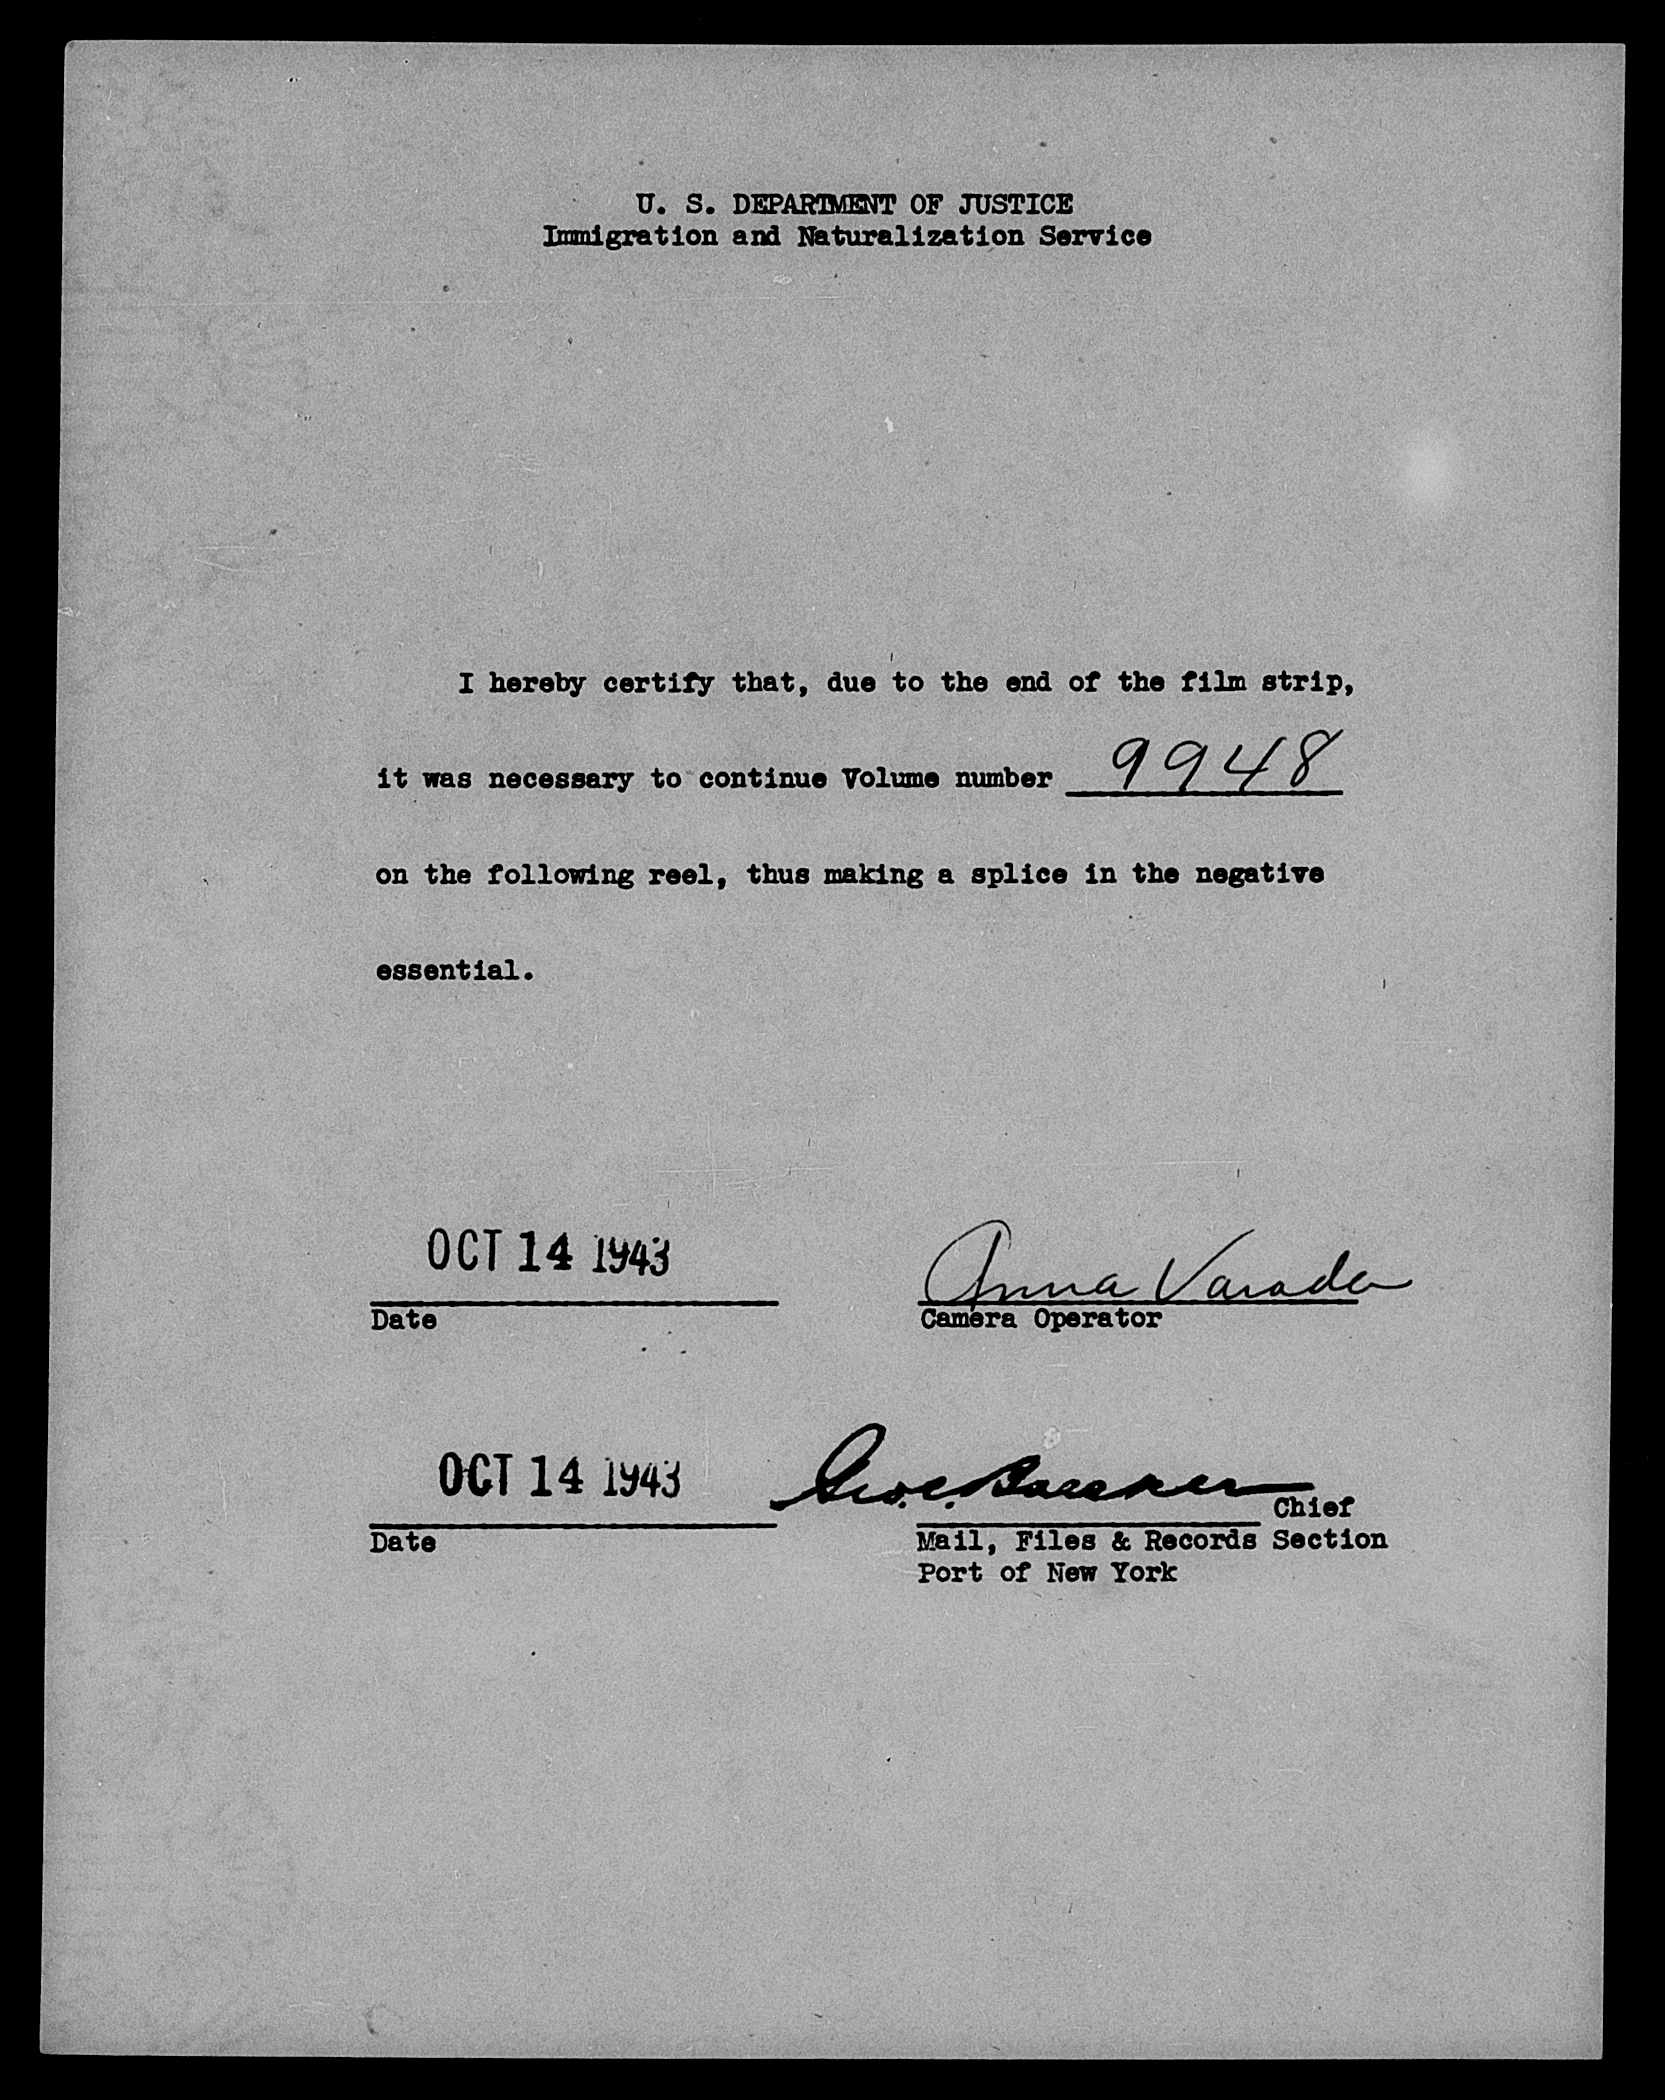 U. S. DEPARTMENT OF JUSTICE
Immigration and Naturalization Service
I hereby certify that, due to the end of the film strip,
it was necessary to continue Volume number 9948
on the following reel, thus making a splice in the negative
essential.
OCT 14 1943
Anna Varada
Date
Camera Operator
OCT 14 1943
Chief
Date
Mail, Files & Records Section
Port of New York